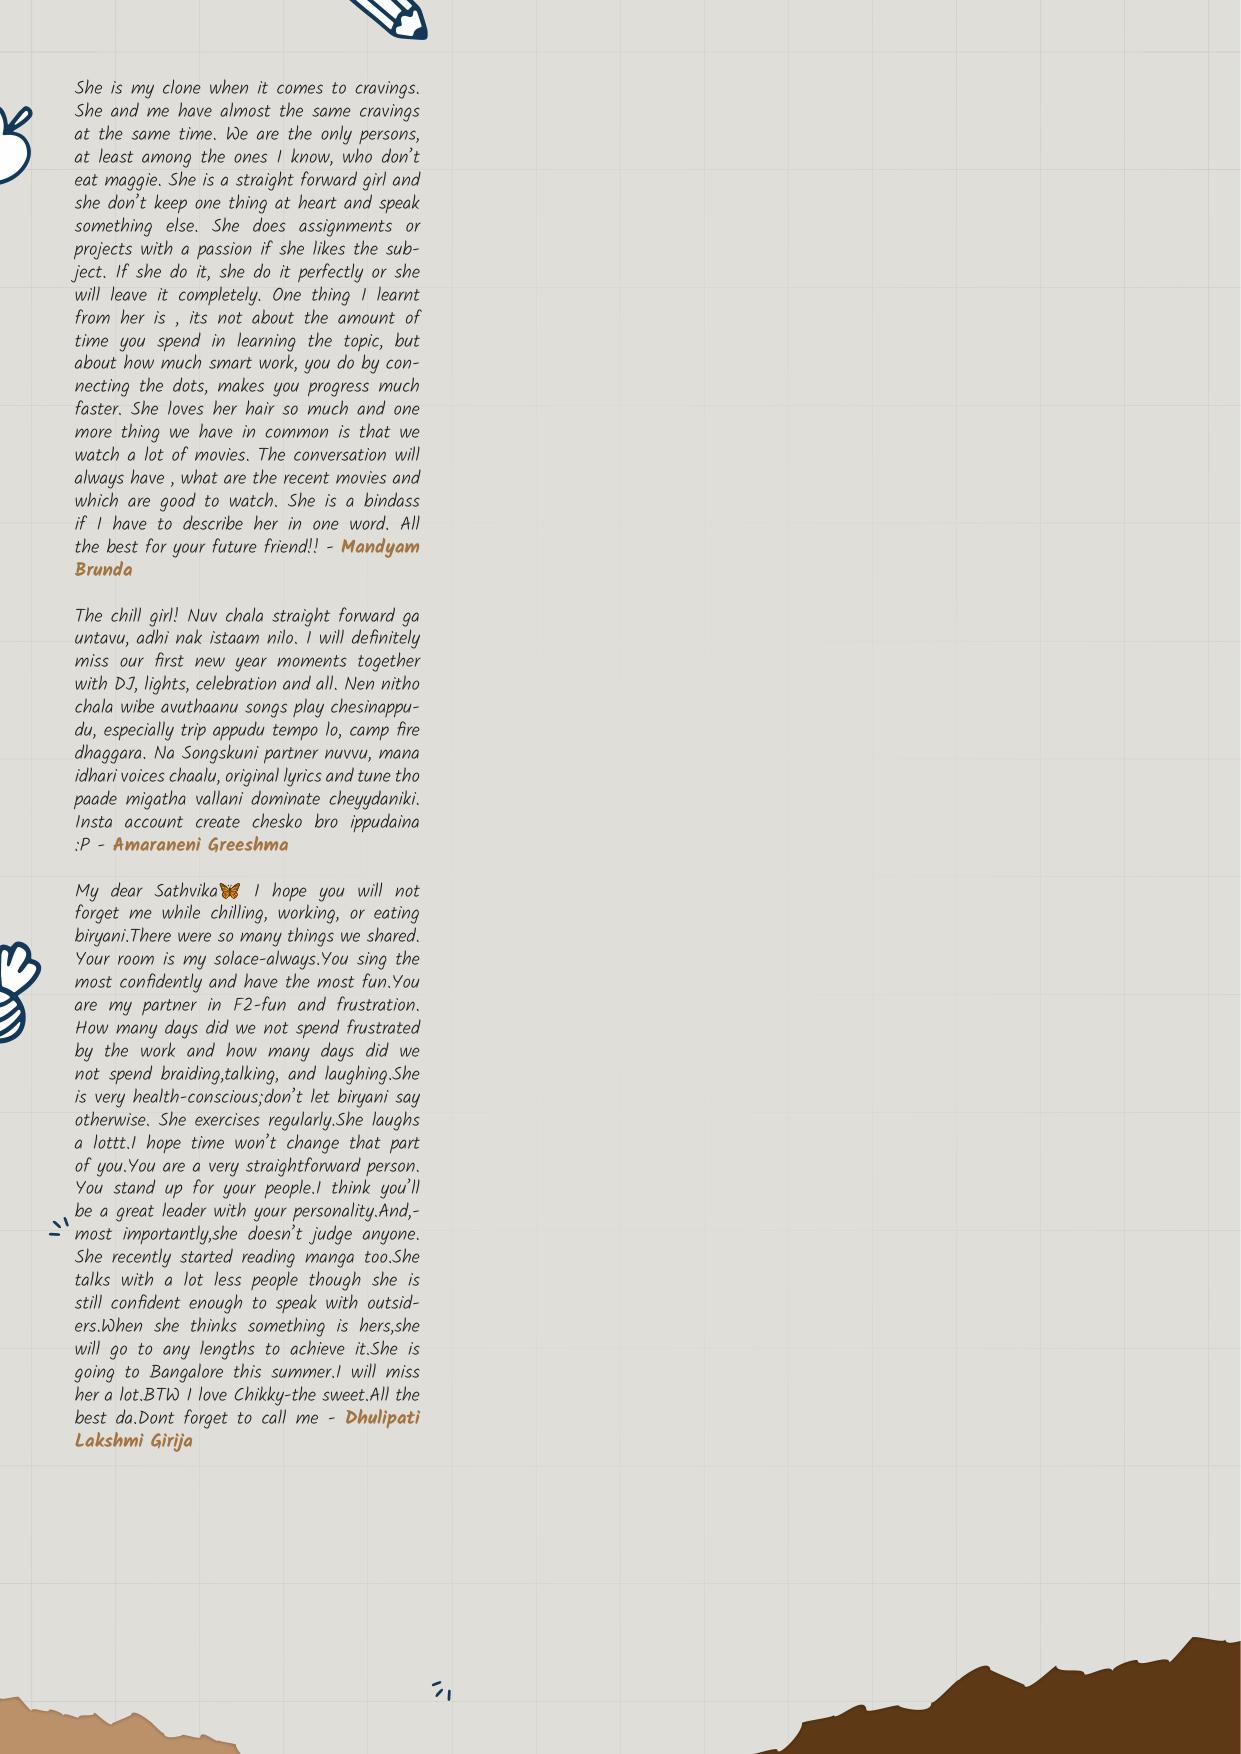 She is my clone when it comes to cravings.
She and me have almost the same cravings
at the same time. We are the only persons,
at least among the ones I know, who don’t
eat maggie. She is a straight forward girl and
she don’t keep one thing at heart and speak
something else. She does assignments or
projects with a passion if she likes the sub-
ject. If she do it, she do it perfectly or she
will leave it completely. One thing I learnt
from her is , its not about the amount of
time you spend in learning the topic, but
about how much smart work, you do by con-
necting the dots, makes you progress much
faster. She loves her hair so much and one
more thing we have in common is that we
watch a lot of movies. The conversation will
always have , what are the recent movies and
which are good to watch. She is a bindass
if I have to describe her in one word. All
the best for your future friend!! - Mandyam
Brunda
The chill girl! Nuv chala straight forward ga
untavu, adhi nak istaam nilo. I will definitely
miss our first new year moments together
with DJ, lights, celebration and all. Nen nitho
chala wibe avuthaanu songs play chesinappu-
du, especially trip appudu tempo lo, camp fire
dhaggara. Na Songskuni partner nuvvu, mana
idhari voices chaalu, original lyrics and tune tho
paade migatha vallani dominate cheyydaniki.
Insta account create chesko bro ippudaina
:P - Amaraneni Greeshma
My dear Sathvika🦋 I hope you will not
forget me while chilling, working, or eating
biryani.There were so many things we shared.
Your room is my solace-always.You sing the
most confidently and have the most fun.You
are my partner in F2-fun and frustration.
How many days did we not spend frustrated
by the work and how many days did we
not spend braiding,talking, and laughing.She
is very health-conscious;don’t let biryani say
otherwise. She exercises regularly.She laughs
a lottt.I hope time won’t change that part
of you.You are a very straightforward person.
You stand up for your people.I think you’ll
be a great leader with your personality.And,-
most importantly,she doesn’t judge anyone.
She recently started reading manga too.She
talks with a lot less people though she is
still confident enough to speak with outsid-
ers.When she thinks something is hers,she
will go to any lengths to achieve it.She is
going to Bangalore this summer.I will miss
her a lot.BTW I love Chikky-the sweet.All the
best da.Dont forget to call me - Dhulipati
Lakshmi Girija